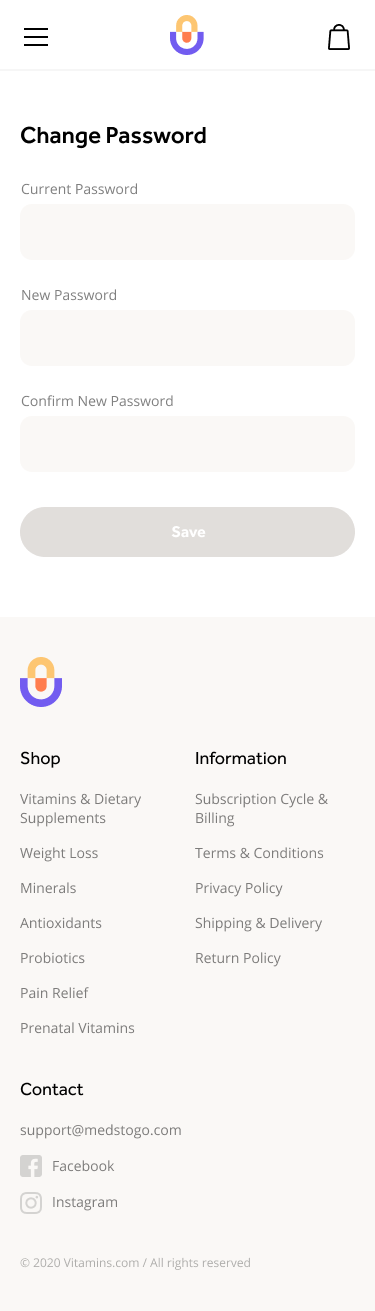 Change Password
Current Password
New Password
Confirm New Password
Save
Shop
Vitamins & Dietary
Supplements
Weight Loss
Minerals
Antioxidants
Probiotics
Pain Relief
Prenatal Vitamins
Information
Subscription Cycle &
Billing
Terms & Conditions
Privacy Policy
Shipping & Delivery
Return Policy
Contact
support@medstogo.com
Facebook
Instagram
© 2020 Vitamins.com / All rights reserved